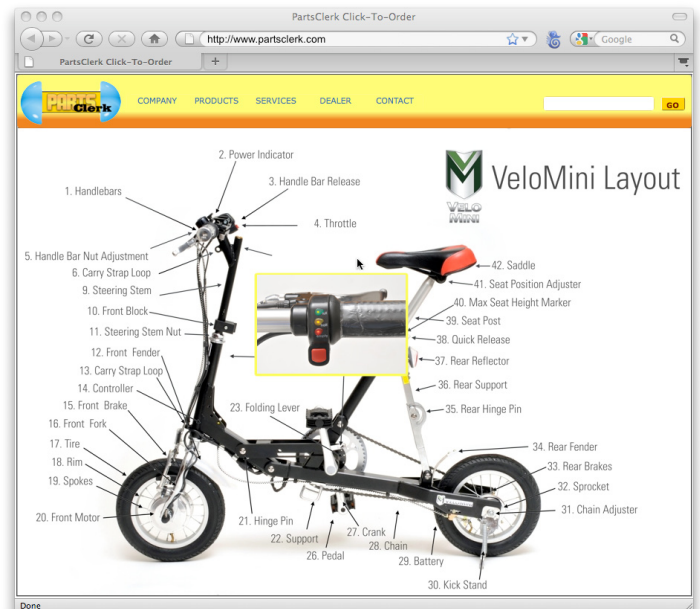 PartsClerk Click-To-Order
http://www.partsclerk.com
Google
PartsClerk Click-To-Order
PARTS
Clerk
COMPANY PRODUCTS SERVICES DEALER CONTACT
GO
VeloMini Layout
VELO
MINI
1. Handlebars
2. Power Indicator
3. Handle Bar Release
4. Throttle
5. Handle Bar Nut Adjustment
6. Carry Strap Loop
9. Steering Stem
10. Front Block
11. Steering Stem Nut
12. Front Fender
13. Carry Strap Loop
14. Controller
15. Front Brake
16. Front Fork
17. Tire
18. Rim
19. Spokes
20. Front Motor
21. Hinge Pin
22. Support
23. Folding Lever
26. Pedal
27. Crank
28. Chain
29. Battery
30. Kick Stand
31. Chain Adjuster
32. Sprocket
33. Rear Brakes
34. Rear Fender
35. Rear Hinge Pin
36. Rear Support
37. Rear Reflector
38. Quick Release
39. Seat Post
40. Max Seat Height Marker
41. Seat Position Adjuster
42. Saddle
Done